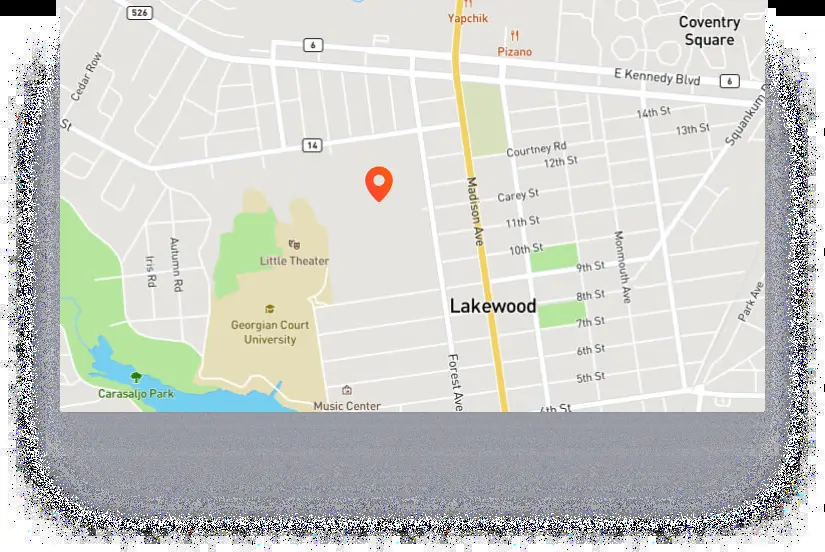 526
Yapchik
Coventry
Square
Pizano
6
E Kennedy Blvd
6
Cedar Row
St
14th St
13th St
Squankum
14
Courtney Rd
12th St
Carey St
Madison Ave
11th St
10th St
Monmouth Ave
9th St
Autumn Rd
Iris Rd
Little Theater
Lakewood
8th St
7th St
Park Ave
Georgian Court
University
6th St
5th St
Forest Ave
Carasaljo Park
Music Center